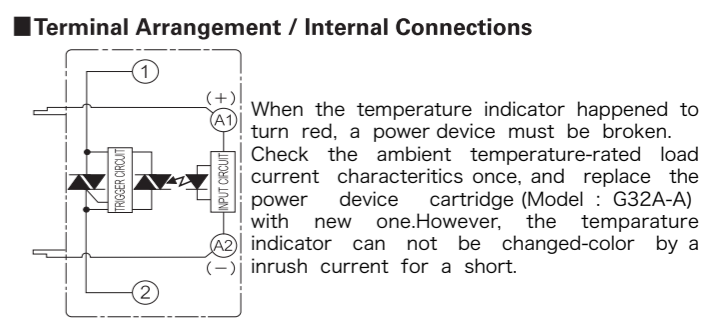 ■Terminal Arrangement / Internal Connections
1
(+)
A1
TRIGGER CIRCUIT
INPUT CIRCUIT
A2
(−)
2
When the temperature indicator happened to
turn red, a power device must be broken.
Check the ambient temperature-rated load
current characteritics once, and replace the
power device cartridge (Model : G32A-A)
with new one.However, the temparature
indicator can not be changed-color by a
inrush current for a short.